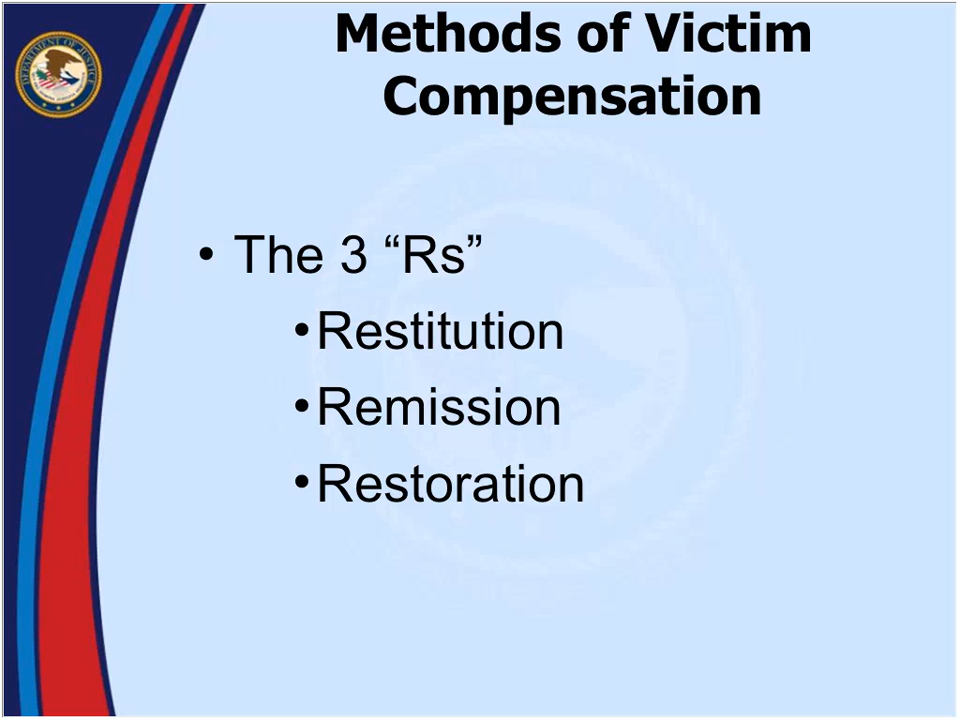 Methods of Victim
Compensation
• The 3 “Rs”
•Restitution
•Remission
•Restoration